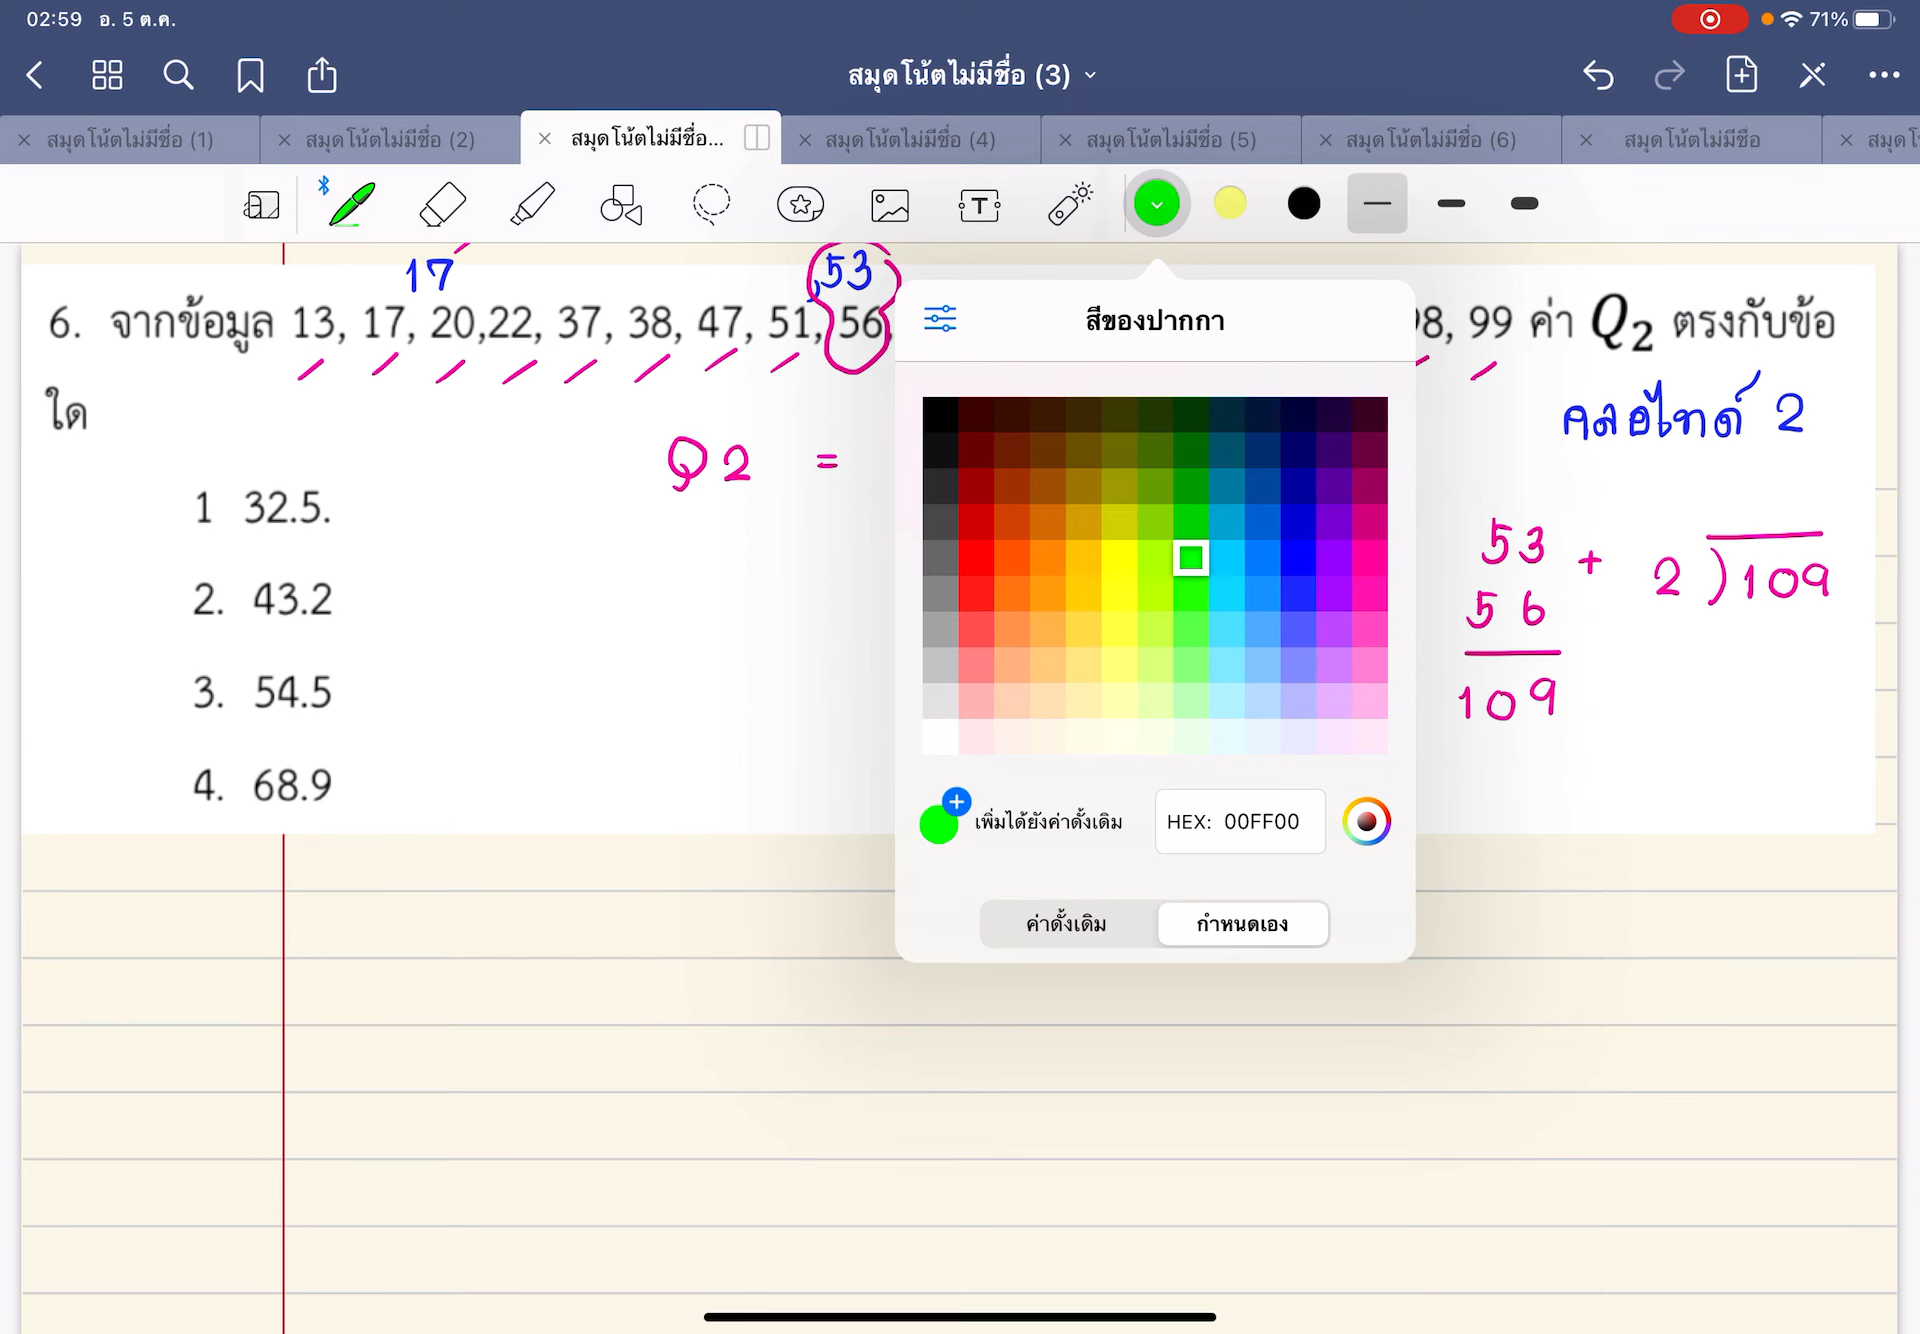 02:59 อ. 5 ต.ค. 71%
สมุดโน้ตไม่มีชื่อ (3)
สมุดโน้ตไม่มีชื่อ (1) สมุดโน้ตไม่มีชื่อ (2) สมุดโน้ตไม่มีชื่อ... สมุดโน้ตไม่มีชื่อ (4) สมุดโน้ตไม่มีชื่อ (5) สมุดโน้ตไม่มีชื่อ (6) สมุดโน้ตไม่มีชื่อ
17 ,53
6. จากข้อมูล 13, 17, 20,22, 37, 38, 47, 51, 56, 98, 99 ค่า Q2 ตรงกับข้อ
ใด
ควอไทด์ 2
Q2 =
1 32.5.
2. 43.2
3. 54.5
4. 68.9
53 +
56
109
2)109
สีของปากกา
เพิ่มได้ยังค่าดั้งเดิม HEX: 00FF00
ค่าดั้งเดิม กำหนดเอง